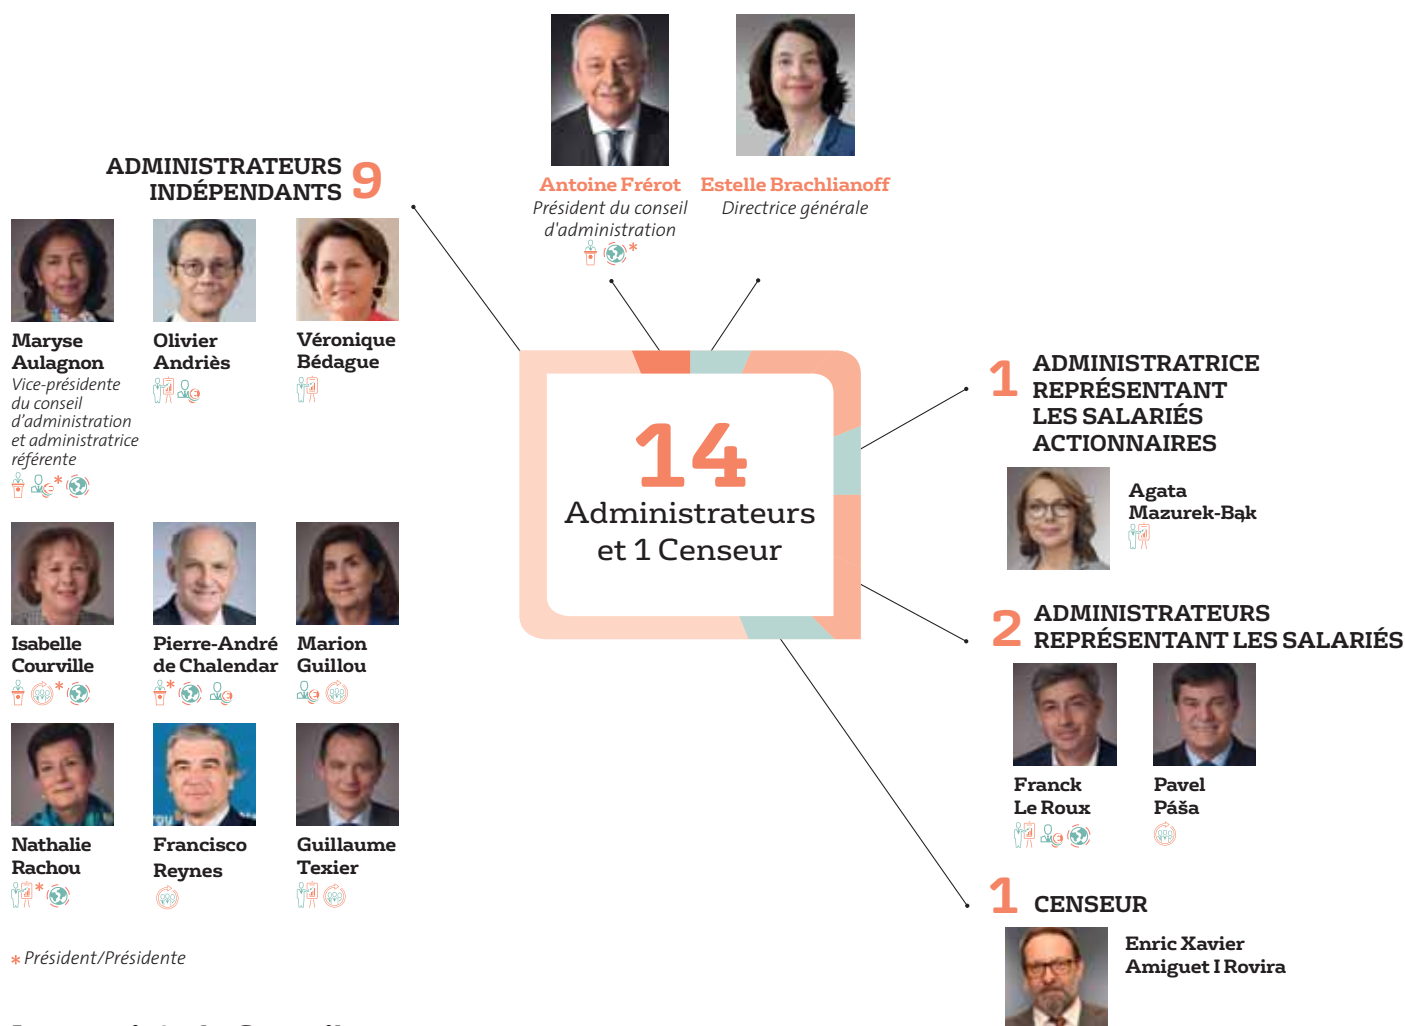 Antoine Frérot
Président du conseil
d'administration
*
Estelle Brachlianoff
Directrice générale
ADMINISTRATEURS
INDÉPENDANTS 9
Maryse
Aulagnon
Vice-présidente
du conseil
d'administration
et administratrice
référente
*
Olivier
Andriès
Véronique
Bédague
Isabelle
Courville
*
Pierre-André
de Chalendar
*
Marion
Guillou
Nathalie
Rachou
*
Francisco
Reynes
Guillaume
Texier
* Président/Présidente
14
Administrateurs
et 1 Censeur
1 ADMINISTRATRICE
REPRÉSENTANT
LES SALARIÉS
ACTIONNAIRES
Agata
Mazurek-Bąk
2 ADMINISTRATEURS
REPRÉSENTANT LES SALARIÉS
Franck
Le Roux
Pavel
Páša
1 CENSEUR
Enric Xavier
Amiguet I Rovira